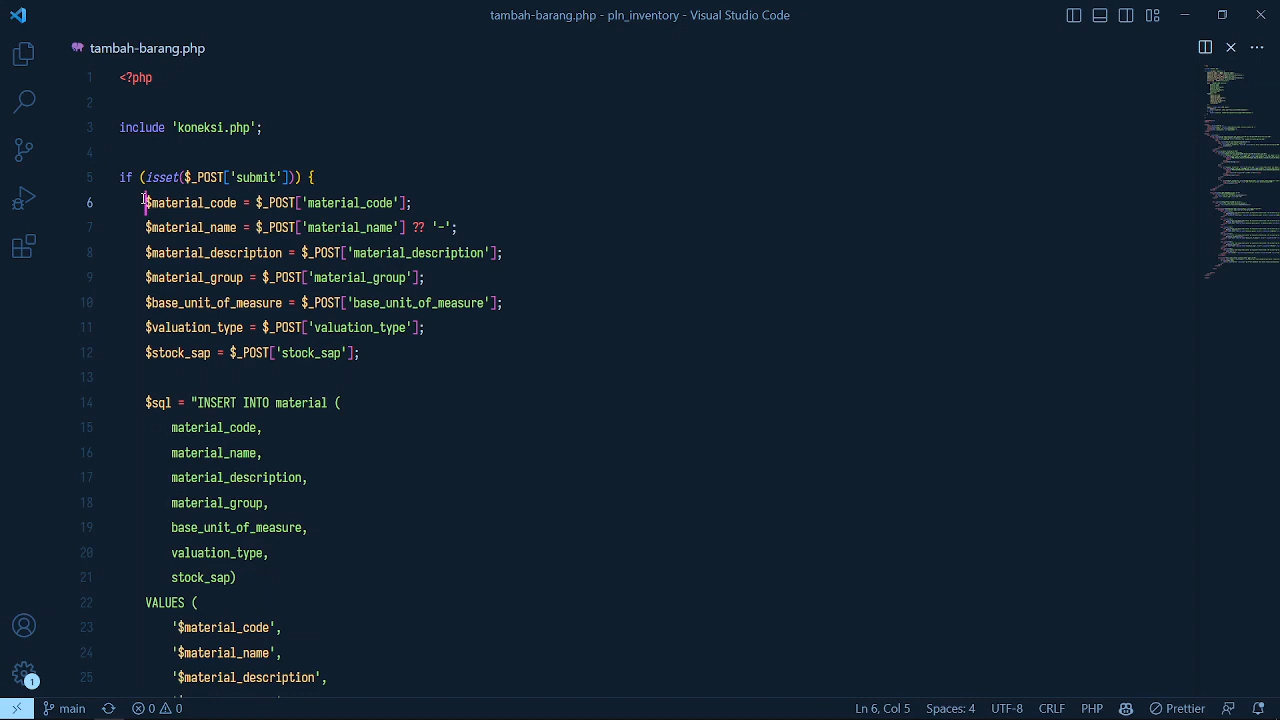 tambah-barang.php - pln_inventory - Visual Studio Code
tambah-barang.php
1 <?php
2
3 include 'koneksi.php';
4
5 if (isset($_POST['submit'])) {
6 $material_code = $_POST['material_code'];
7 $material_name = $_POST['material_name'] ?? '-';
8 $material_description = $_POST['material_description'];
9 $material_group = $_POST['material_group'];
10 $base_unit_of_measure = $_POST['base_unit_of_measure'];
11 $valuation_type = $_POST['valuation_type'];
12 $stock_sap = $_POST['stock_sap'];
13
14 $sql = "INSERT INTO material (
15 material_code,
16 material_name,
17 material_description,
18 material_group,
19 base_unit_of_measure,
20 valuation_type,
21 stock_sap)
22 VALUES (
23 '$material_code',
24 '$material_name',
25 '$material_description',
1
main 0 0 Ln 6, Col 5 Spaces: 4 UTF-8 CRLF PHP Prettier